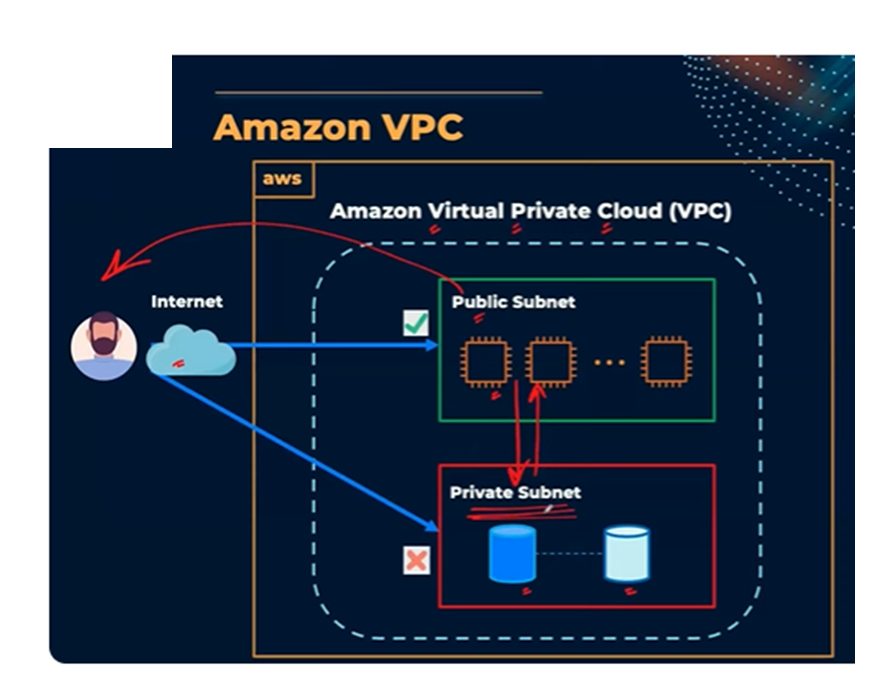 Amazon VPC
aws
Amazon Virtual Private Cloud (VPC)
Internet
Public Subnet
Private Subnet